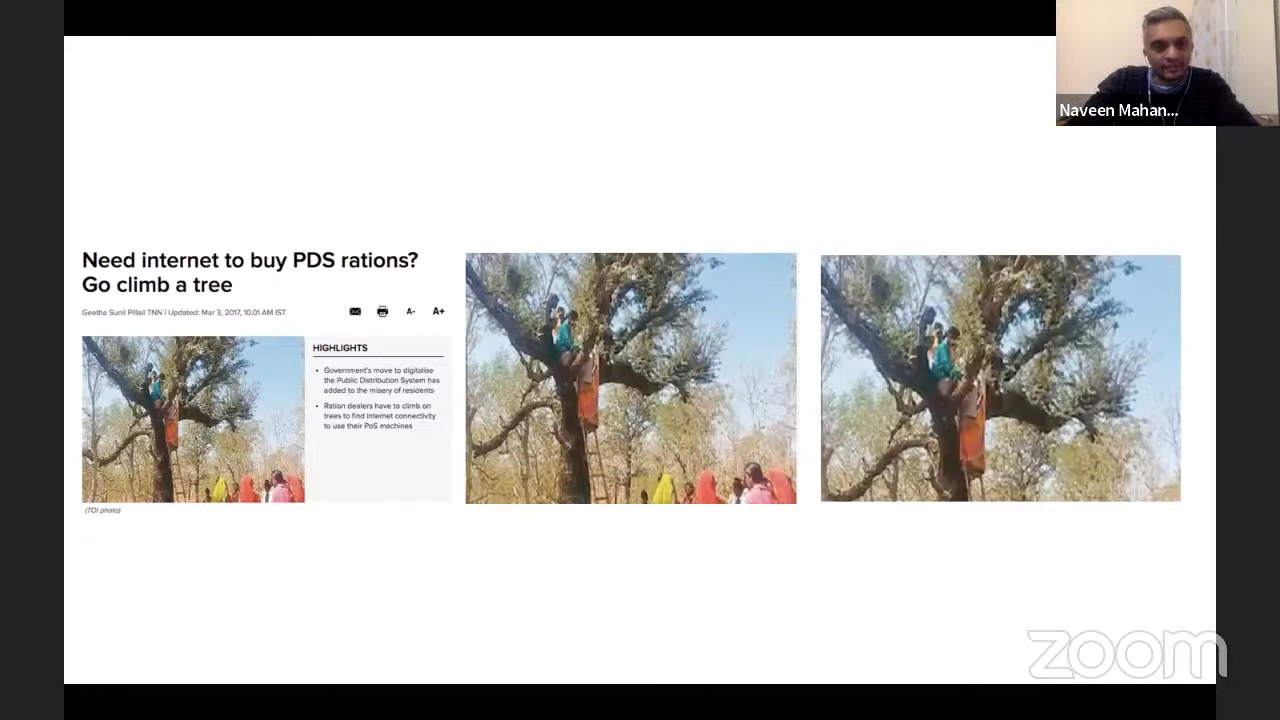 Naveen Mahan...
Need internet to buy PDS rations?
Go climb a tree
Geetha Sunil Pillai TNN | Updated: Mar 3, 2017, 10.01 AM IST
A- A+
HIGHLIGHTS
• Government's move to digitalise
the Public Distribution System has
added to the misery of residents
• Ration dealers have to climb on
trees to find internet connectivity
to use their PoS machines
(TOI photo)
zoom